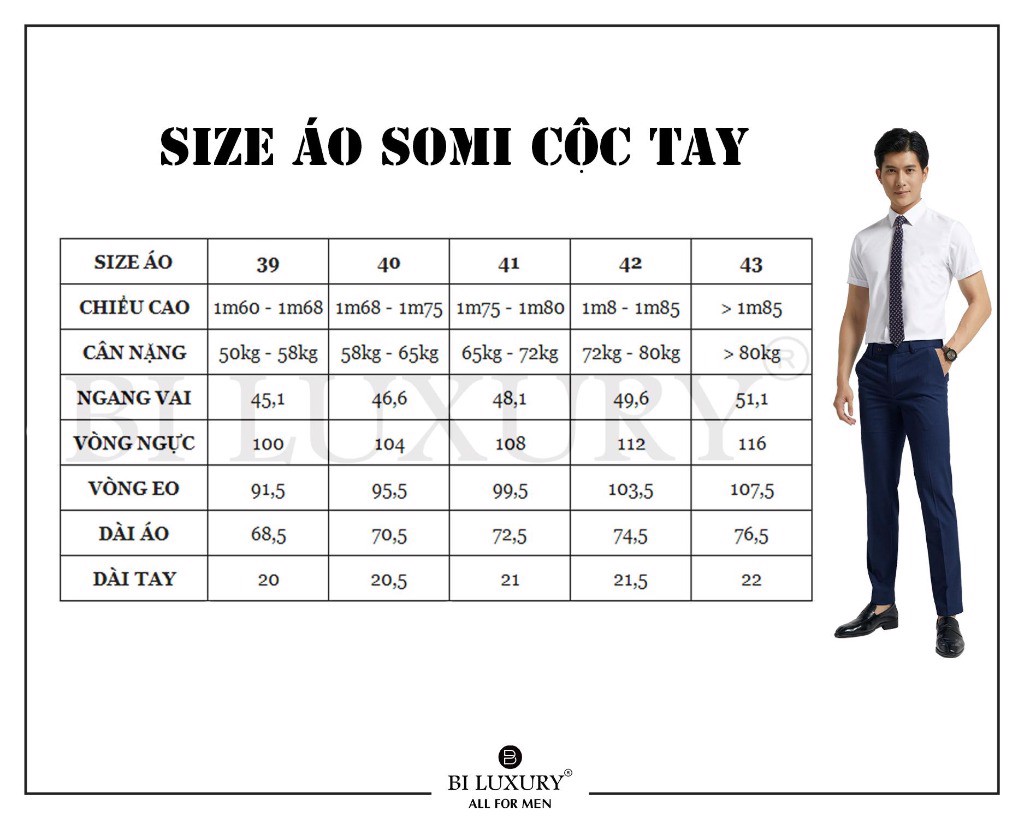 SIZE ÁO SOMI CỘC TAY
SIZE ÁO 39 40 41 42 43
CHIỀU CAO 1m60 - 1m68 1m68 - 1m75 1m75 - 1m80 1m8 - 1m85 > 1m85
CÂN NẶNG 50kg - 58kg 58kg - 65kg 65kg - 72kg 72kg - 80kg > 80kg
NGANG VAI 45,1 46,6 48,1 49,6 51,1
VÒNG NGỰC 100 104 108 112 116
VÒNG EO 91,5 95,5 99,5 103,5 107,5
DÀI ÁO 68,5 70,5 72,5 74,5 76,5
DÀI TAY 20 20,5 21 21,5 22
BI LUXURY®
BI LUXURY®
ALL FOR MEN